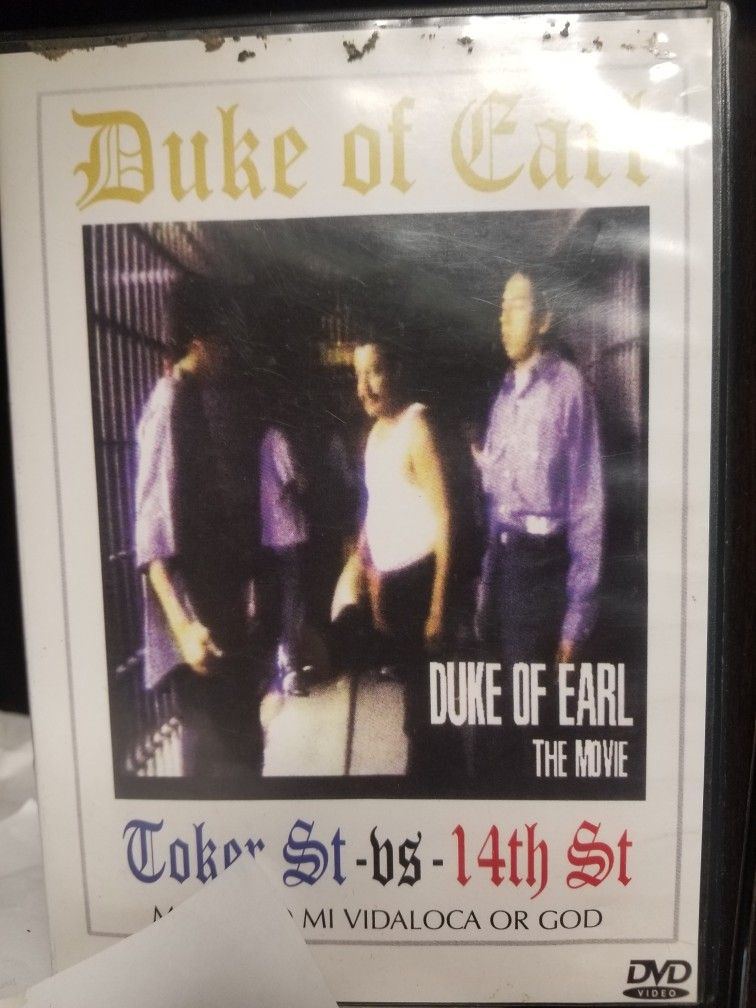 Duke of Earl
DUKE OF EARL
THE MOVIE
Toker St -vs- 14th St
MI VIDALOCA OR GOD
DVD
VIDEO